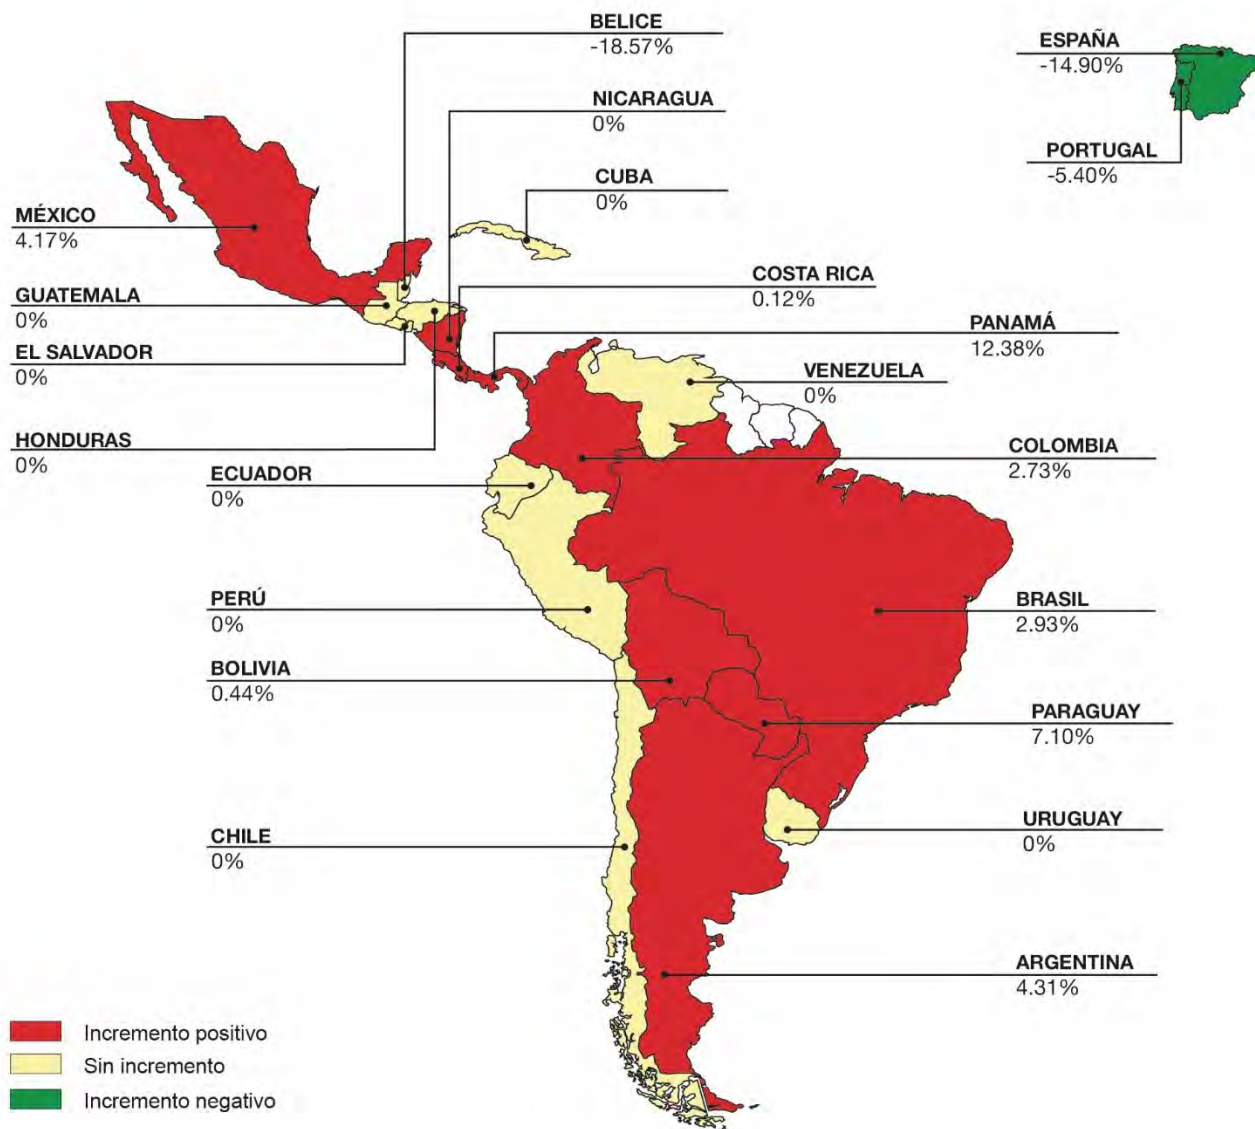 BELICE
-18.57%
ESPAÑA
-14.90%
NICARAGUA
0%
PORTUGAL
-5.40%
CUBA
0%
MÉXICO
4.17%
COSTA RICA
0.12%
GUATEMALA
0%
PANAMÁ
12.38%
EL SALVADOR
0%
VENEZUELA
0%
HONDURAS
0%
COLOMBIA
2.73%
ECUADOR
0%
PERÚ
0%
BRASIL
2.93%
BOLIVIA
0.44%
PARAGUAY
7.10%
CHILE
0%
URUGUAY
0%
ARGENTINA
4.31%
Incremento positivo
Sin incremento
Incremento negativo